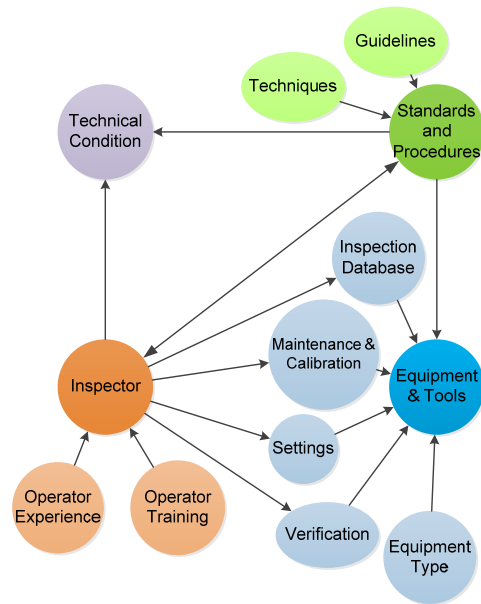 Guidelines
Techniques
Technical
Condition
Standards
and
Procedures
Inspection
Database
Maintenance &
Calibration
Inspector
Equipment
& Tools
Settings
Operator
Experience
Operator
Training
Verification
Equipment
Type